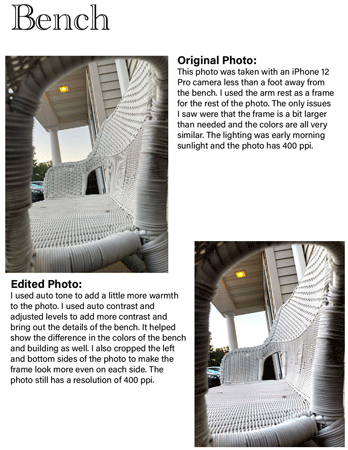 Bench
Original Photo:
This photo was taken with an iPhone 12
Pro camera less than a foot away from
the bench. I used the arm rest as a frame
for the rest of the photo. The only issues
I saw were that the frame is a bit larger
than needed and the colors are all very
similar. The lighting was early morning
sunlight and the photo has 400 ppi.
Edited Photo:
I used auto tone to add a little more warmth
to the photo. I used auto contrast and
adjusted levels to add more contrast and
bring out the details of the bench. It helped
show the difference in the colors of the bench
and building as well. I also cropped the left
and bottom sides of the photo to make the
frame look more even on each side. The
photo still has a resolution of 400 ppi.